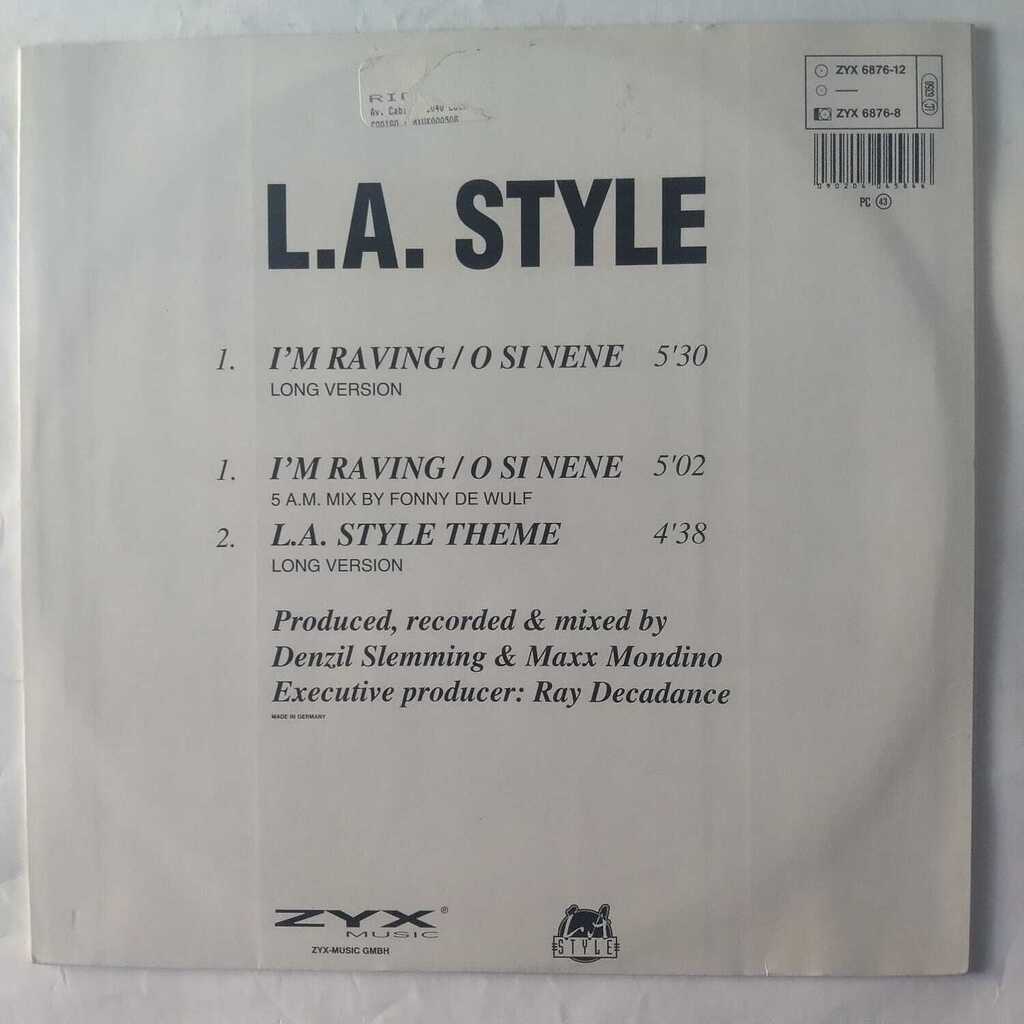 ZYX 6876-12
ZYX 6876-8
PC 43
L.A. STYLE
1. I'M RAVING / O SI NENE 5'30
LONG VERSION
1. I'M RAVING / O SI NENE 5'02
5 A.M. MIX BY FONNY DE WULF
2. L.A. STYLE THEME 4'38
LONG VERSION
Produced, recorded & mixed by
Denzil Slemming & Maxx Mondino
Executive producer: Ray Decadance
MADE IN GERMANY
ZYX®
MUSIC
ZYX-MUSIC GMBH
L.A.
STYLE